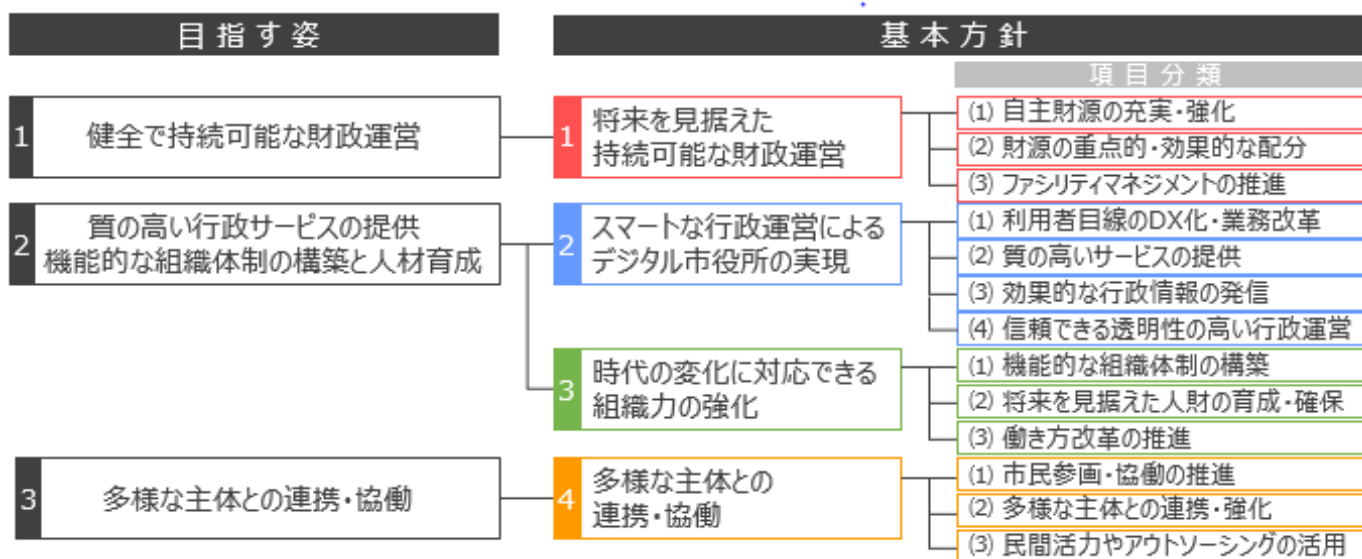 目指す姿
基本方針
項目分類
1
健全で持続可能な財政運営
1
将来を見据えた
持続可能な財政運営
(1) 自主財源の充実・強化
(2) 財源の重点的・効果的な配分
(3) ファシリティマネジメントの推進
2
質の高い行政サービスの提供
機能的な組織体制の構築と人材育成
2
スマートな行政運営による
デジタル市役所の実現
(1) 利用者目線のDX化・業務改革
(2) 質の高いサービスの提供
(3) 効果的な行政情報の発信
(4) 信頼できる透明性の高い行政運営
3
時代の変化に対応できる
組織力の強化
(1) 機能的な組織体制の構築
(2) 将来を見据えた人財の育成・確保
(3) 働き方改革の推進
3
多様な主体との連携・協働
4
多様な主体との
連携・協働
(1) 市民参画・協働の推進
(2) 多様な主体との連携・強化
(3) 民間活力やアウトソーシングの活用